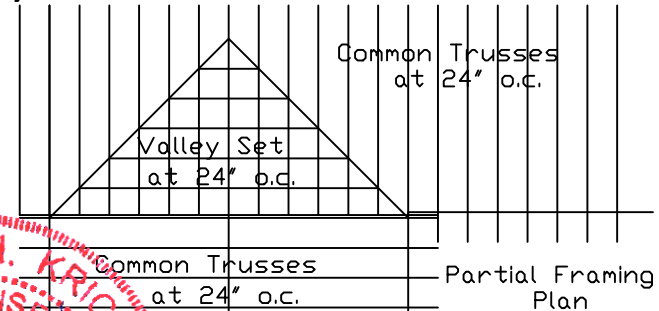 Common Trusses
at 24" o.c.
Valley Set
at 24" o.c.
Common Trusses
at 24" o.c.
Partial Framing
Plan